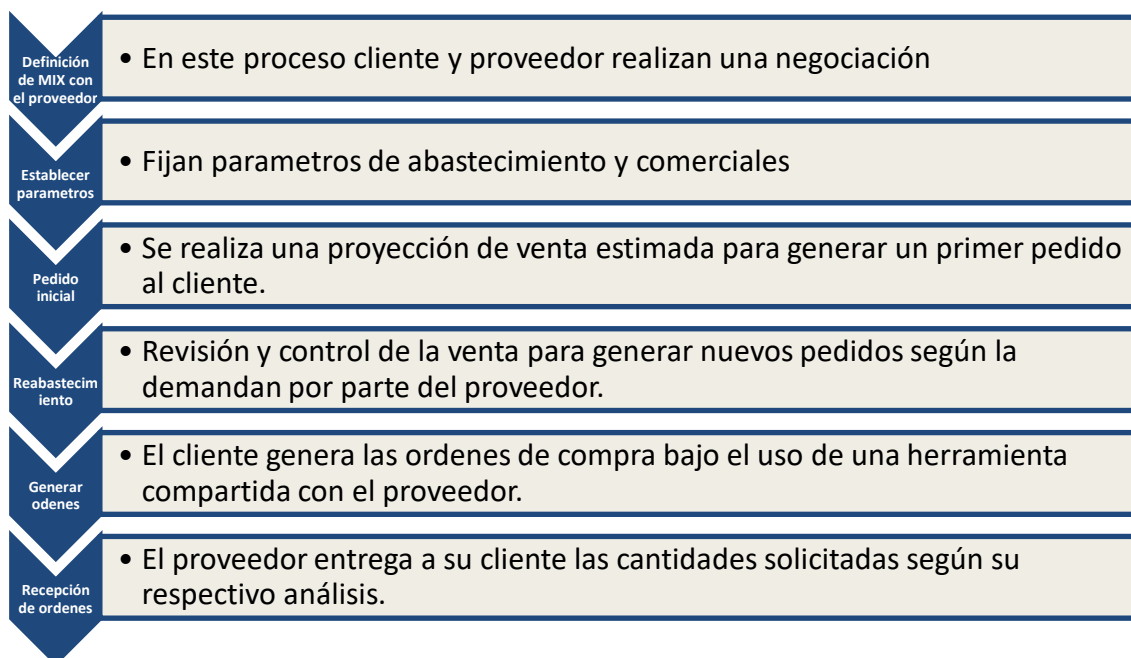 Definición
de MIX con
el proveedor
• En este proceso cliente y proveedor realizan una negociación
Establecer
parametros
• Fijan parametros de abastecimiento y comerciales
Pedido
inicial
• Se realiza una proyección de venta estimada para generar un primer pedido
al cliente.
Reabastecim
iento
• Revisión y control de la venta para generar nuevos pedidos según la
demandan por parte del proveedor.
Generar
odenes
• El cliente genera las ordenes de compra bajo el uso de una herramienta
compartida con el proveedor.
Recepción
de ordenes
• El proveedor entrega a su cliente las cantidades solicitadas según su
respectivo análisis.